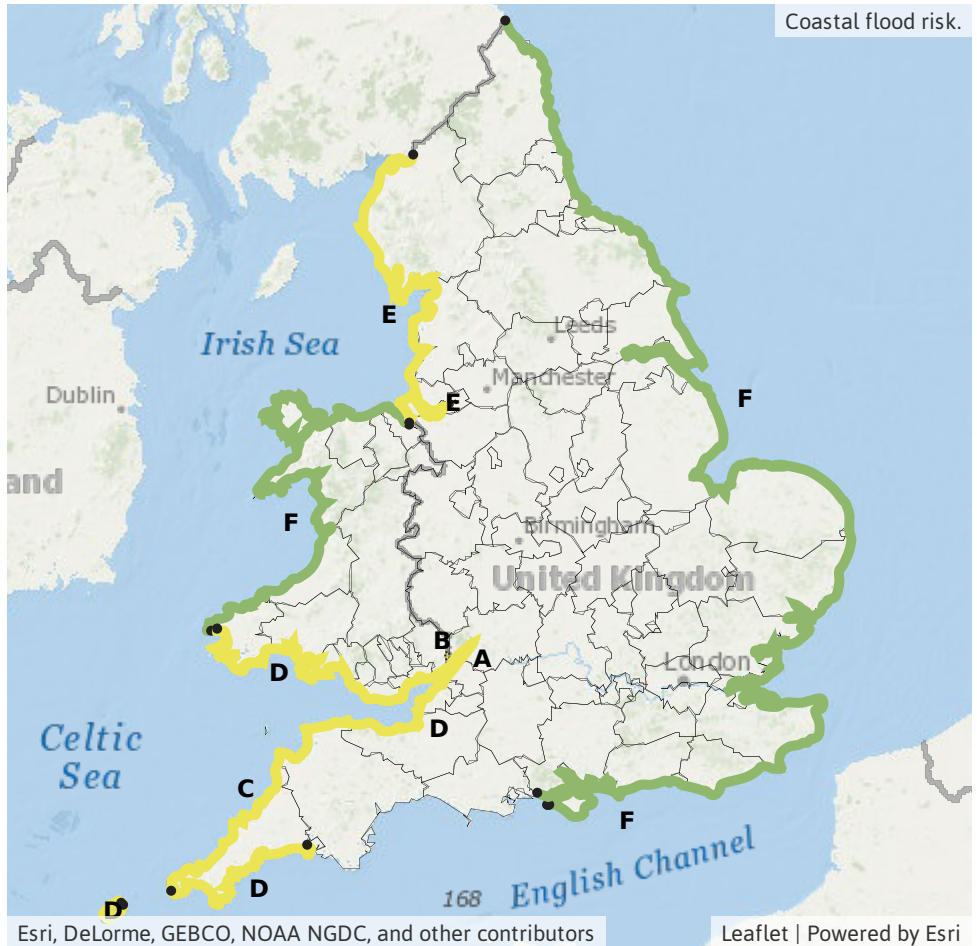 Coastal flood risk.
E
Leeds
Irish Sea
Manchester
Dublin
E
F
and
F
Birmingham
United Kingdom
B
A
London
D
D
Celtic
Sea
C
F
English Channel
D
168
D
Esri, DeLorme, GEBCO, NOAA NGDC, and other contributors
Leaflet | Powered by Esri